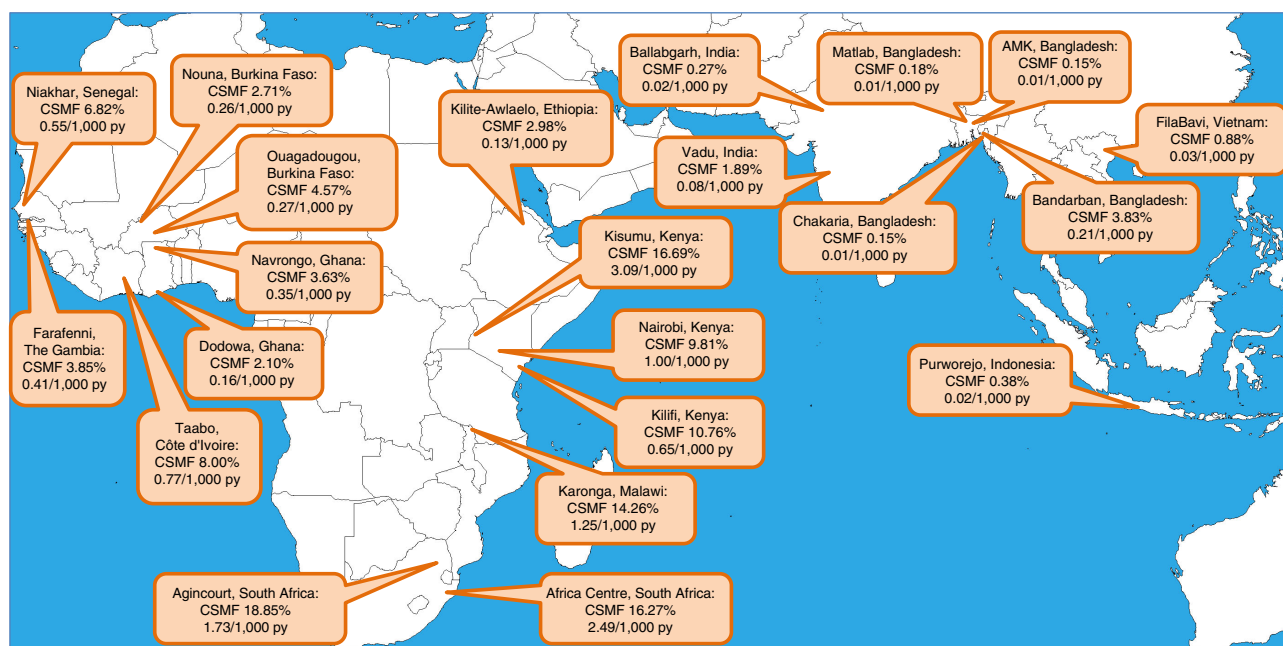 Niakhar, Senegal:
CSMF 6.82%
0.55/1,000 py
Nouna, Burkina Faso:
CSMF 2.71%
0.26/1,000 py
Ouagadougou,
Burkina Faso:
CSMF 4.57%
0.27/1,000 py
Navrongo, Ghana:
CSMF 3.63%
0.35/1,000 py
Farafenni,
The Gambia:
CSMF 3.85%
0.41/1,000 py
Dodowa, Ghana:
CSMF 2.10%
0.16/1,000 py
Taabo,
Côte d'Ivoire:
CSMF 8.00%
0.77/1,000 py
Kilite-Awlaelo, Ethiopia:
CSMF 2.98%
0.13/1,000 py
Kisumu, Kenya:
CSMF 16.69%
3.09/1,000 py
Nairobi, Kenya:
CSMF 9.81%
1.00/1,000 py
Kilifi, Kenya:
CSMF 10.76%
0.65/1,000 py
Karonga, Malawi:
CSMF 14.26%
1.25/1,000 py
Agincourt, South Africa:
CSMF 18.85%
1.73/1,000 py
Africa Centre, South Africa:
CSMF 16.27%
2.49/1,000 py
Ballabgarh, India:
CSMF 0.27%
0.02/1,000 py
Matlab, Bangladesh:
CSMF 0.18%
0.01/1,000 py
AMK, Bangladesh:
CSMF 0.15%
0.01/1,000 py
FilaBavi, Vietnam:
CSMF 0.88%
0.03/1,000 py
Vadu, India:
CSMF 1.89%
0.08/1,000 py
Chakaria, Bangladesh:
CSMF 0.15%
0.01/1,000 py
Bandarban, Bangladesh:
CSMF 3.83%
0.21/1,000 py
Purworejo, Indonesia:
CSMF 0.38%
0.02/1,000 py